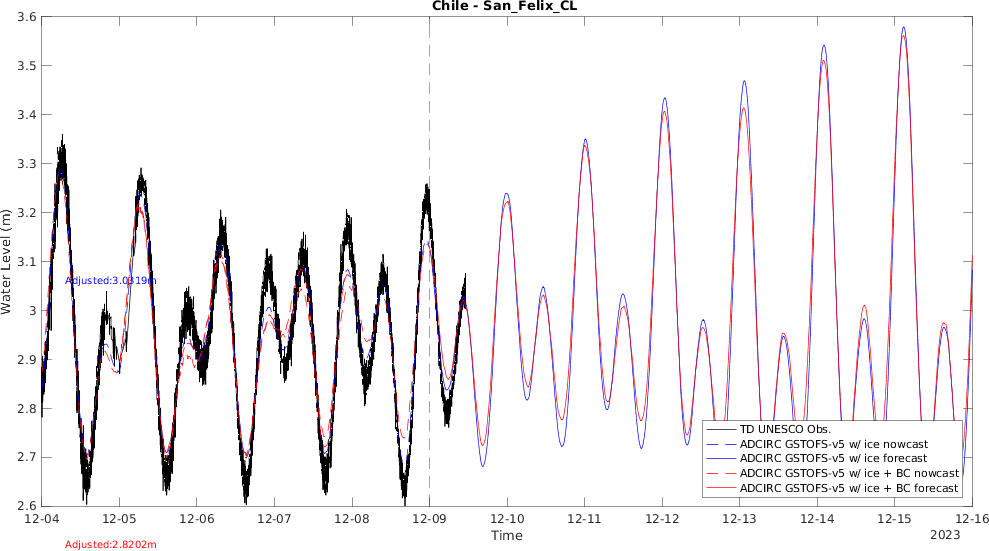 Chile - San_Felix_CL
3.6
3.5
3.4
3.3
3.2
3.1
3
2.9
2.8
2.7
2.6
Water Level (m)
Adjusted:3.0319m
TD UNESCO Obs.
ADCIRC GSTOFS-v5 w/ ice nowcast
ADCIRC GSTOFS-v5 w/ ice forecast
ADCIRC GSTOFS-v5 w/ ice + BC nowcast
ADCIRC GSTOFS-v5 w/ ice + BC forecast
12-04 12-05 12-06 12-07 12-08 12-09 12-10 12-11 12-12 12-13 12-14 12-15 12-16
Time
2023
Adjusted:2.8202m